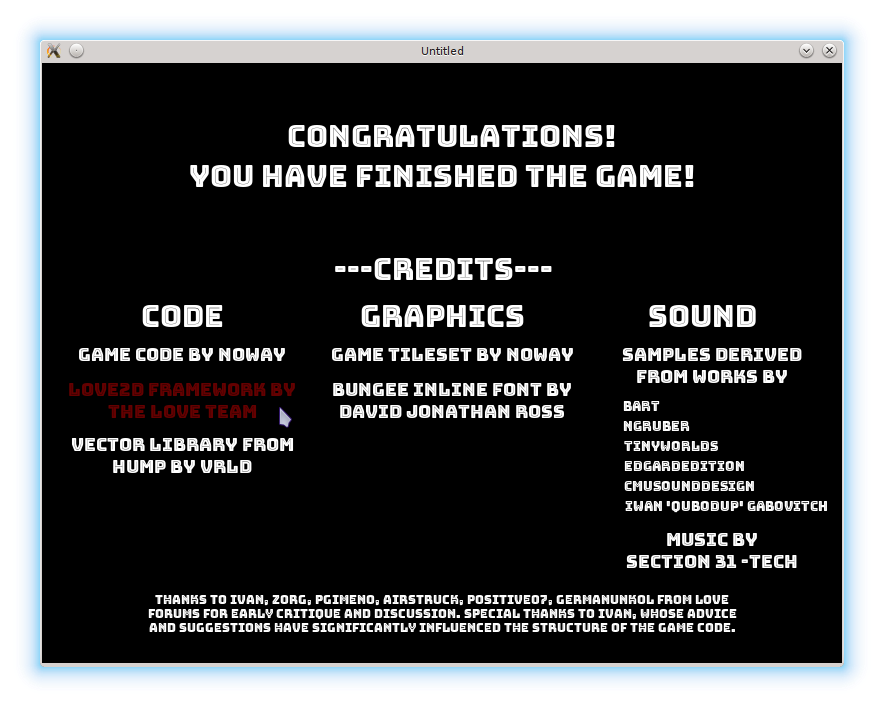 Untitled
CONGRATULATIONS!
YOU HAVE FINISHED THE GAME!
---CREDITS---
CODE
GAME CODE BY NOWAY
LOVE2D FRAMEWORK BY
THE LOVE TEAM
VECTOR LIBRARY FROM
HUMP BY VRLD
GRAPHICS
GAME TILESET BY NOWAY
BUNGEE INLINE FONT BY
DAVID JONATHAN ROSS
SOUND
SAMPLES DERIVED
FROM WORKS BY
BART
NGRUBER
TINYWORLDS
EDGARDEDITION
CMUSOUNDDESIGN
IWAN 'QUBODUP' GABOVITCH
MUSIC BY
SECTION 31 -TECH
THANKS TO IVAN, ZORG, PGIMENO, AIRSTRUCK, POSITIVE07, GERMANUNKOL FROM LOVE
FORUMS FOR EARLY CRITIQUE AND DISCUSSION. SPECIAL THANKS TO IVAN, WHOSE ADVICE
AND SUGGESTIONS HAVE SIGNIFICANTLY INFLUENCED THE STRUCTURE OF THE GAME CODE.